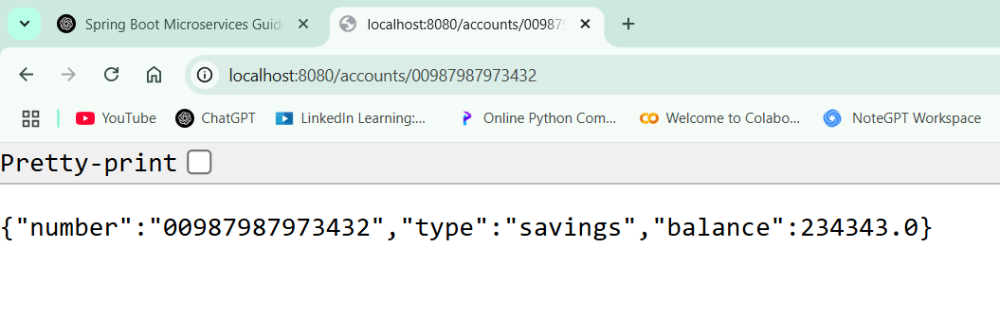 Spring Boot Microservices Guid
localhost:8080/accounts/00987
localhost:8080/accounts/00987987973432
YouTube
ChatGPT
LinkedIn Learning:...
Online Python Com...
Welcome to Colabo...
NoteGPT Workspace
Pretty-print
{"number":"00987987973432","type":"savings","balance":234343.0}